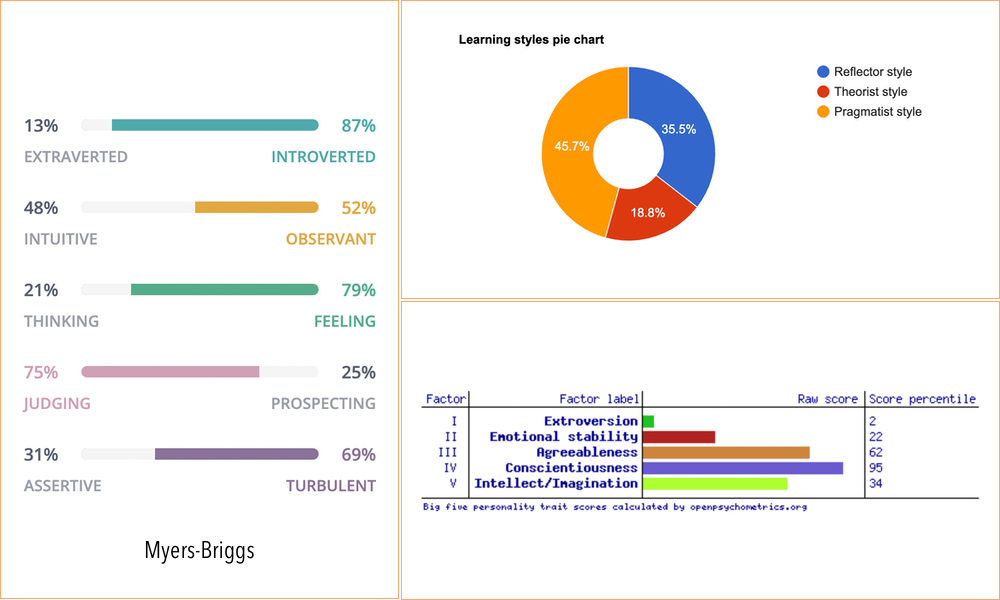 13% 87%
EXTRAVERTED INTROVERTED
48% 52%
INTUITIVE OBSERVANT
21% 79%
THINKING FEELING
75% 25%
JUDGING PROSPECTING
31% 69%
ASSERTIVE TURBULENT
Myers-Briggs
Learning styles pie chart
Reflector style
Theorist style
Pragmatist style
35.5%
45.7%
18.8%
Factor Factor label Raw score Score percentile
I Extroversion 2
II Emotional stability 22
III Agreeableness 62
IV Conscientiousness 95
V Intellect/Imagination 34
Big five personality trait scores calculated by openpsychometrics.org